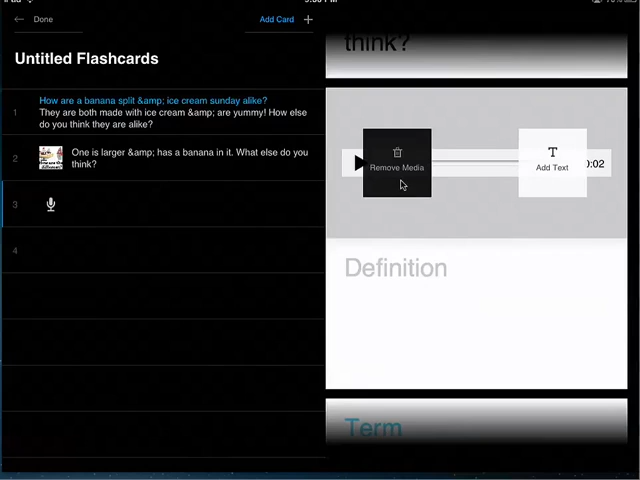 Done
Add Card +
Untitled Flashcards
1
How are a banana split &amp; ice cream sunday alike?
They are both made with ice cream &amp; are yummy! How else
do you think they are alike?
2
One is larger &amp; has a banana in it. What else do you
think?
3
4
think?
Remove Media
T
Add Text
0:02
Definition
Term